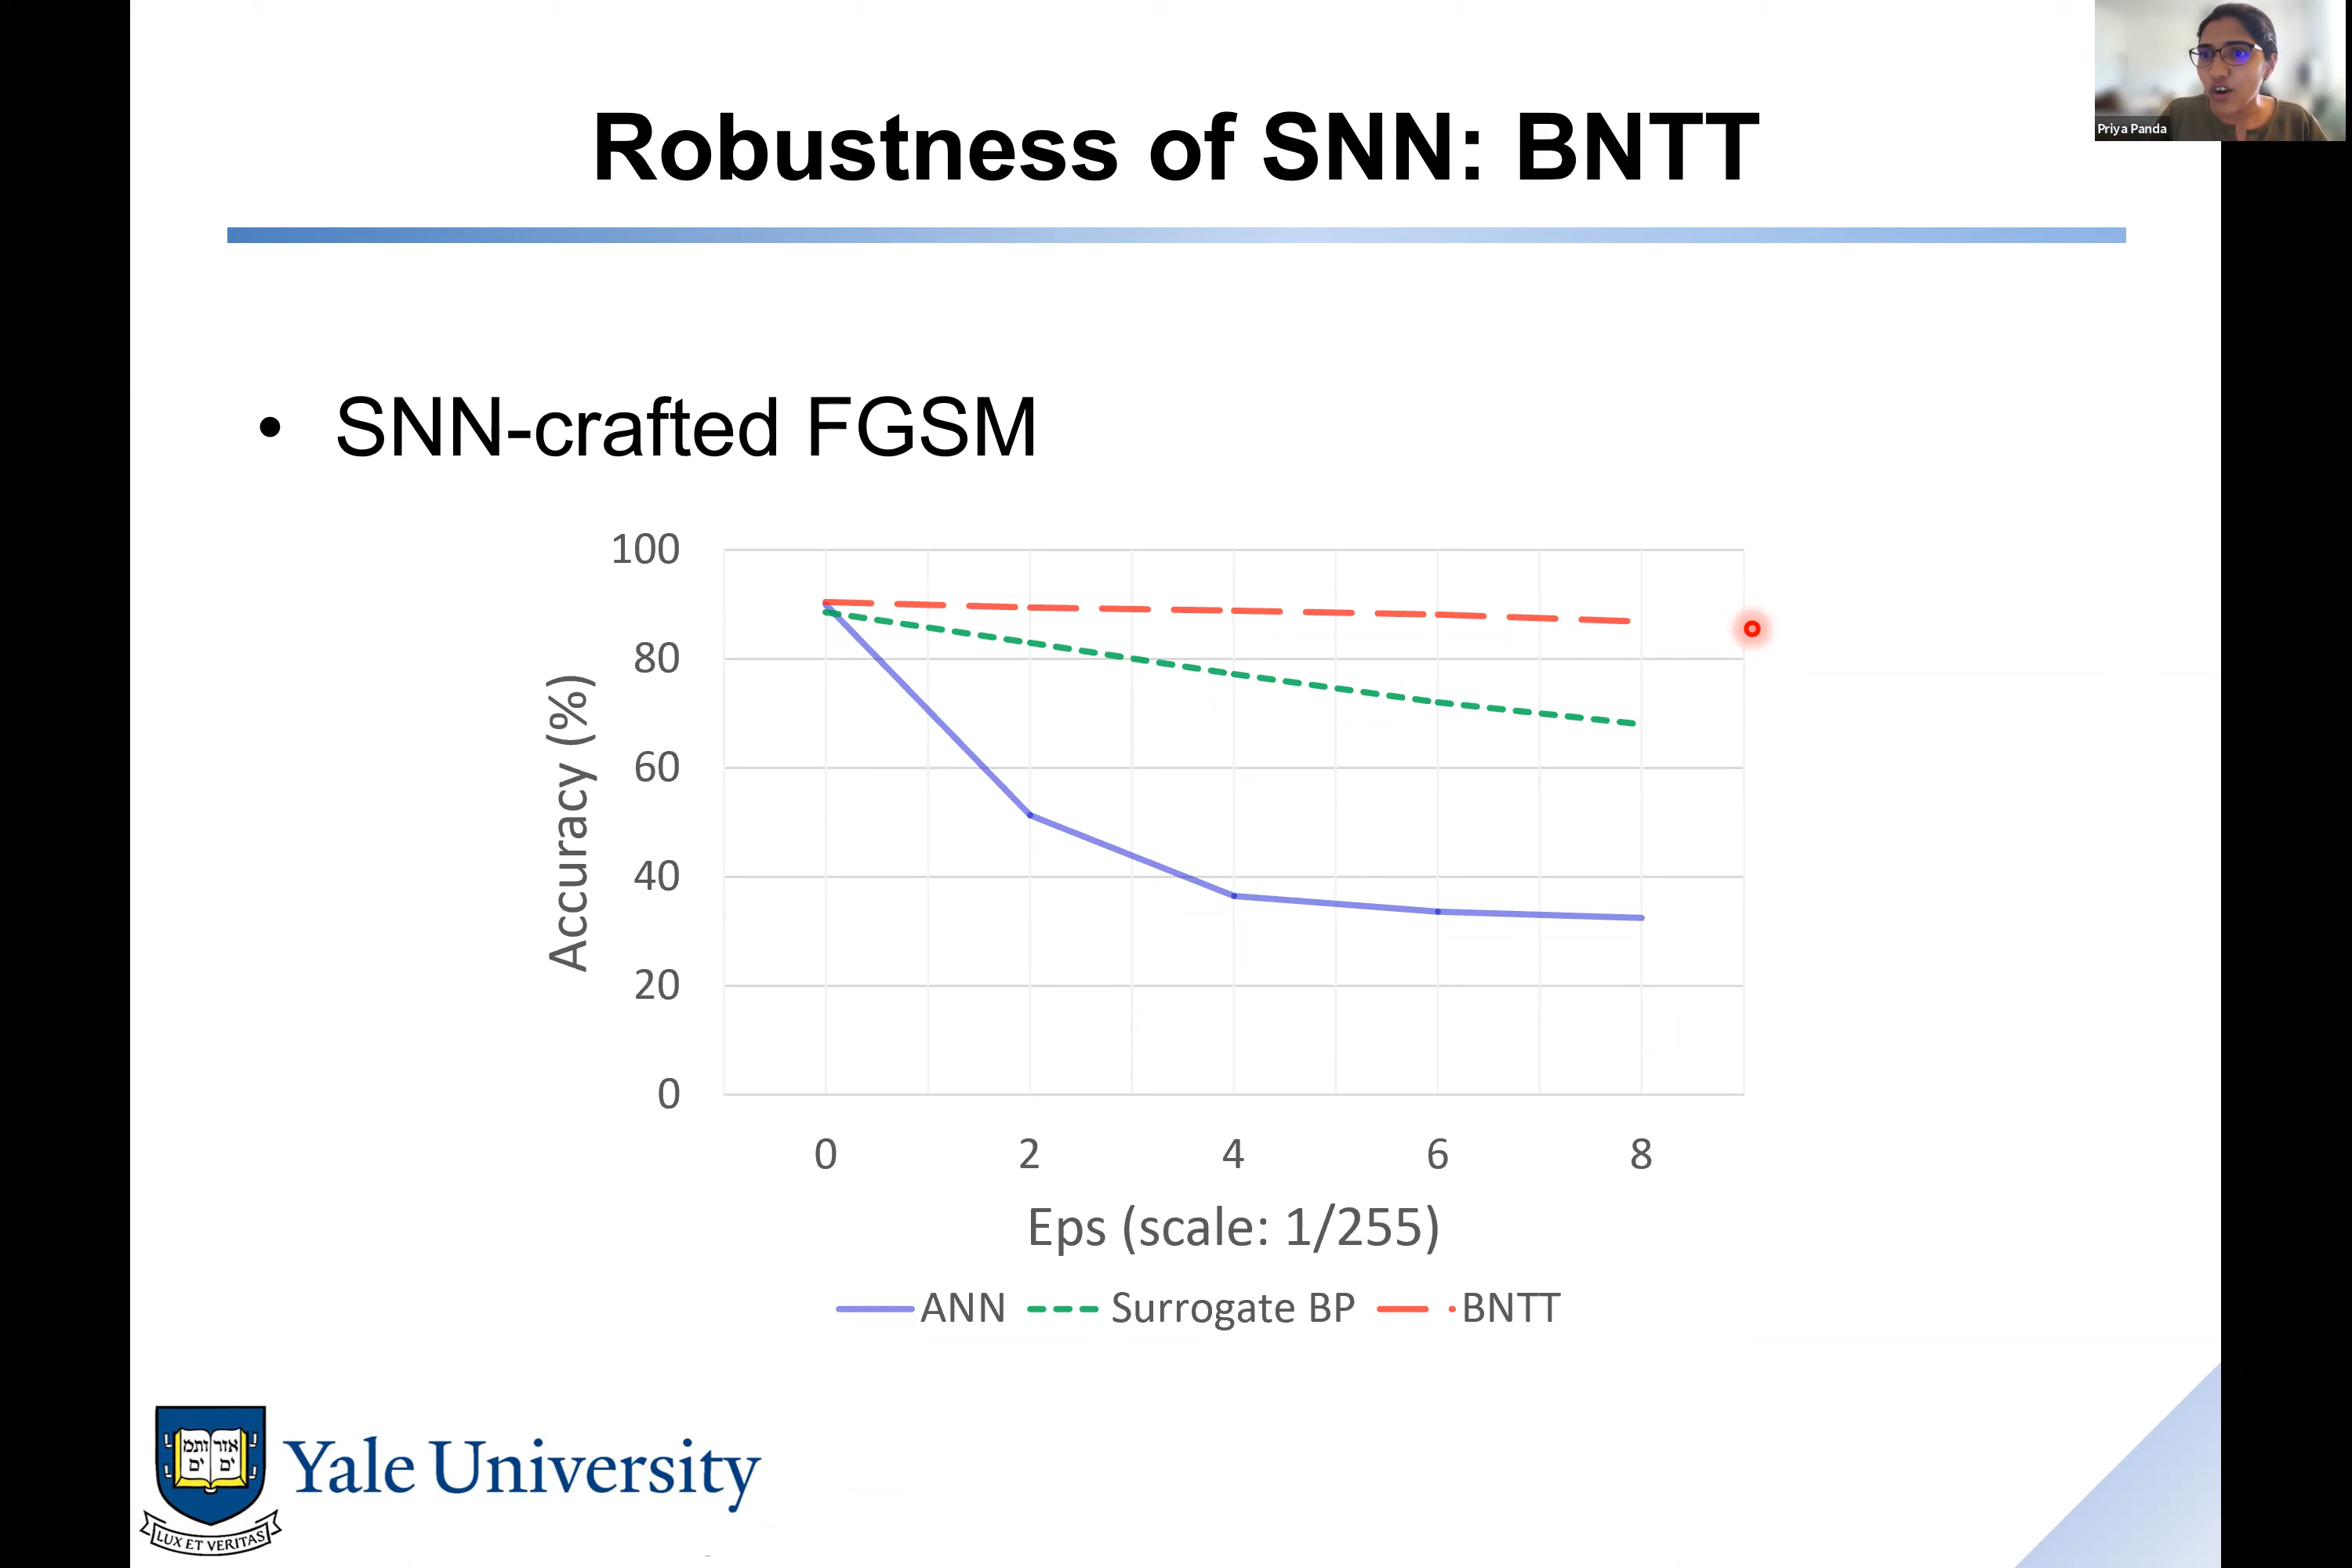 Priya Panda
Robustness of SNN: BNTT
• SNN-crafted FGSM
100
80
60
40
20
0
Accuracy (%)
0 2 4 6 8
Eps (scale: 1/255)
ANN Surrogate BP BNTT
Yale University
LUX ET VERITAS